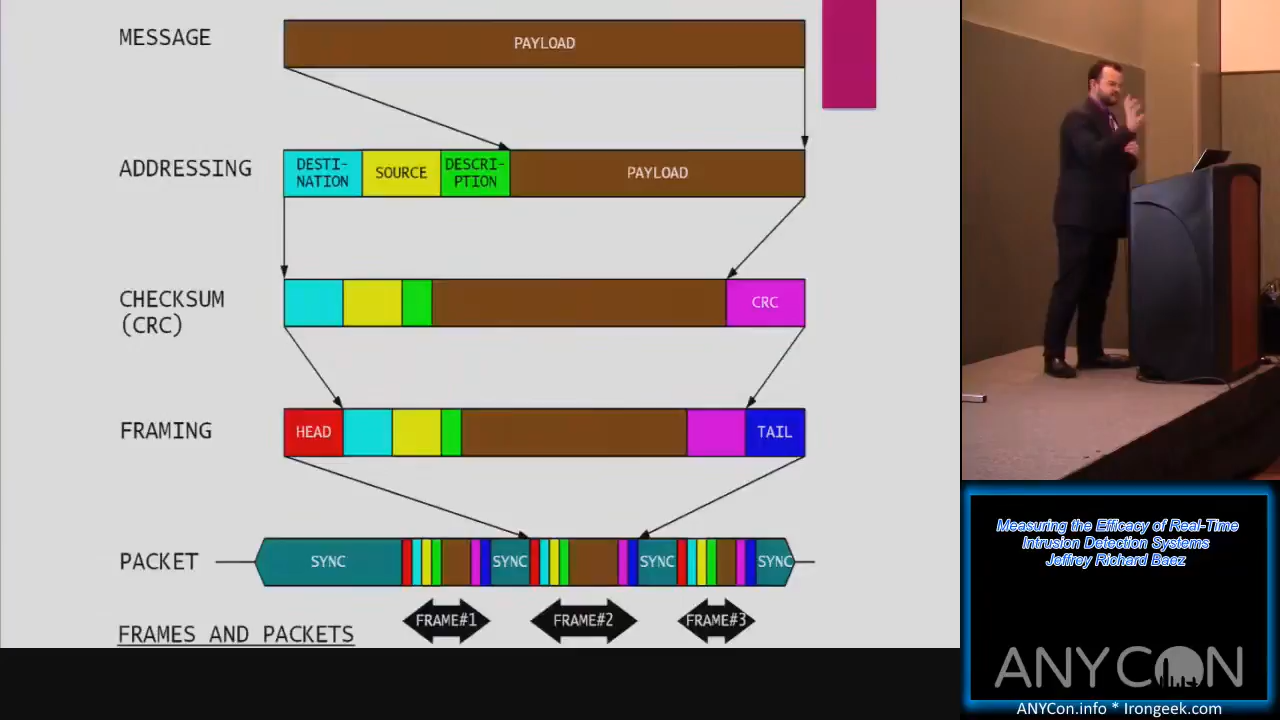 MESSAGE
PAYLOAD
ADDRESSING
DESTI-
NATION
SOURCE
DESCRI-
PTION
PAYLOAD
CHECKSUM
(CRC)
CRC
FRAMING
HEAD
TAIL
PACKET
SYNC
SYNC
SYNC
SYNC
FRAME#1
FRAME#2
FRAME#3
FRAMES AND PACKETS
Measuring the Efficacy of Real-Time
Intrusion Detection Systems
Jeffrey Richard Baez
ANYCON
ANYCon.info * Irongeek.com